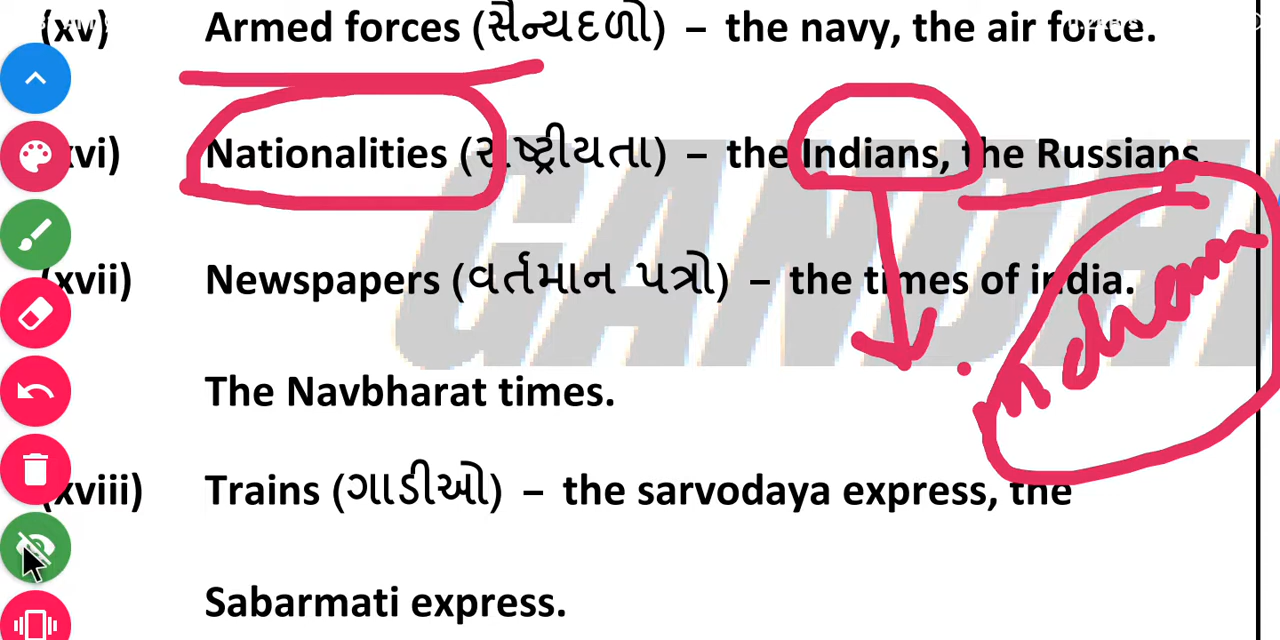 (xv) Armed forces (સૈન્યદળો) – the navy, the air force.
(xvi) Nationalities (રાષ્ટ્રીયતા) – the Indians, the Russians.
(xvii) Newspapers (વર્તમાન પત્રો) – the times of india.
The Navbharat times.
(xviii) Trains (ગાડીઓ) – the sarvodaya express, the
Sabarmati express.